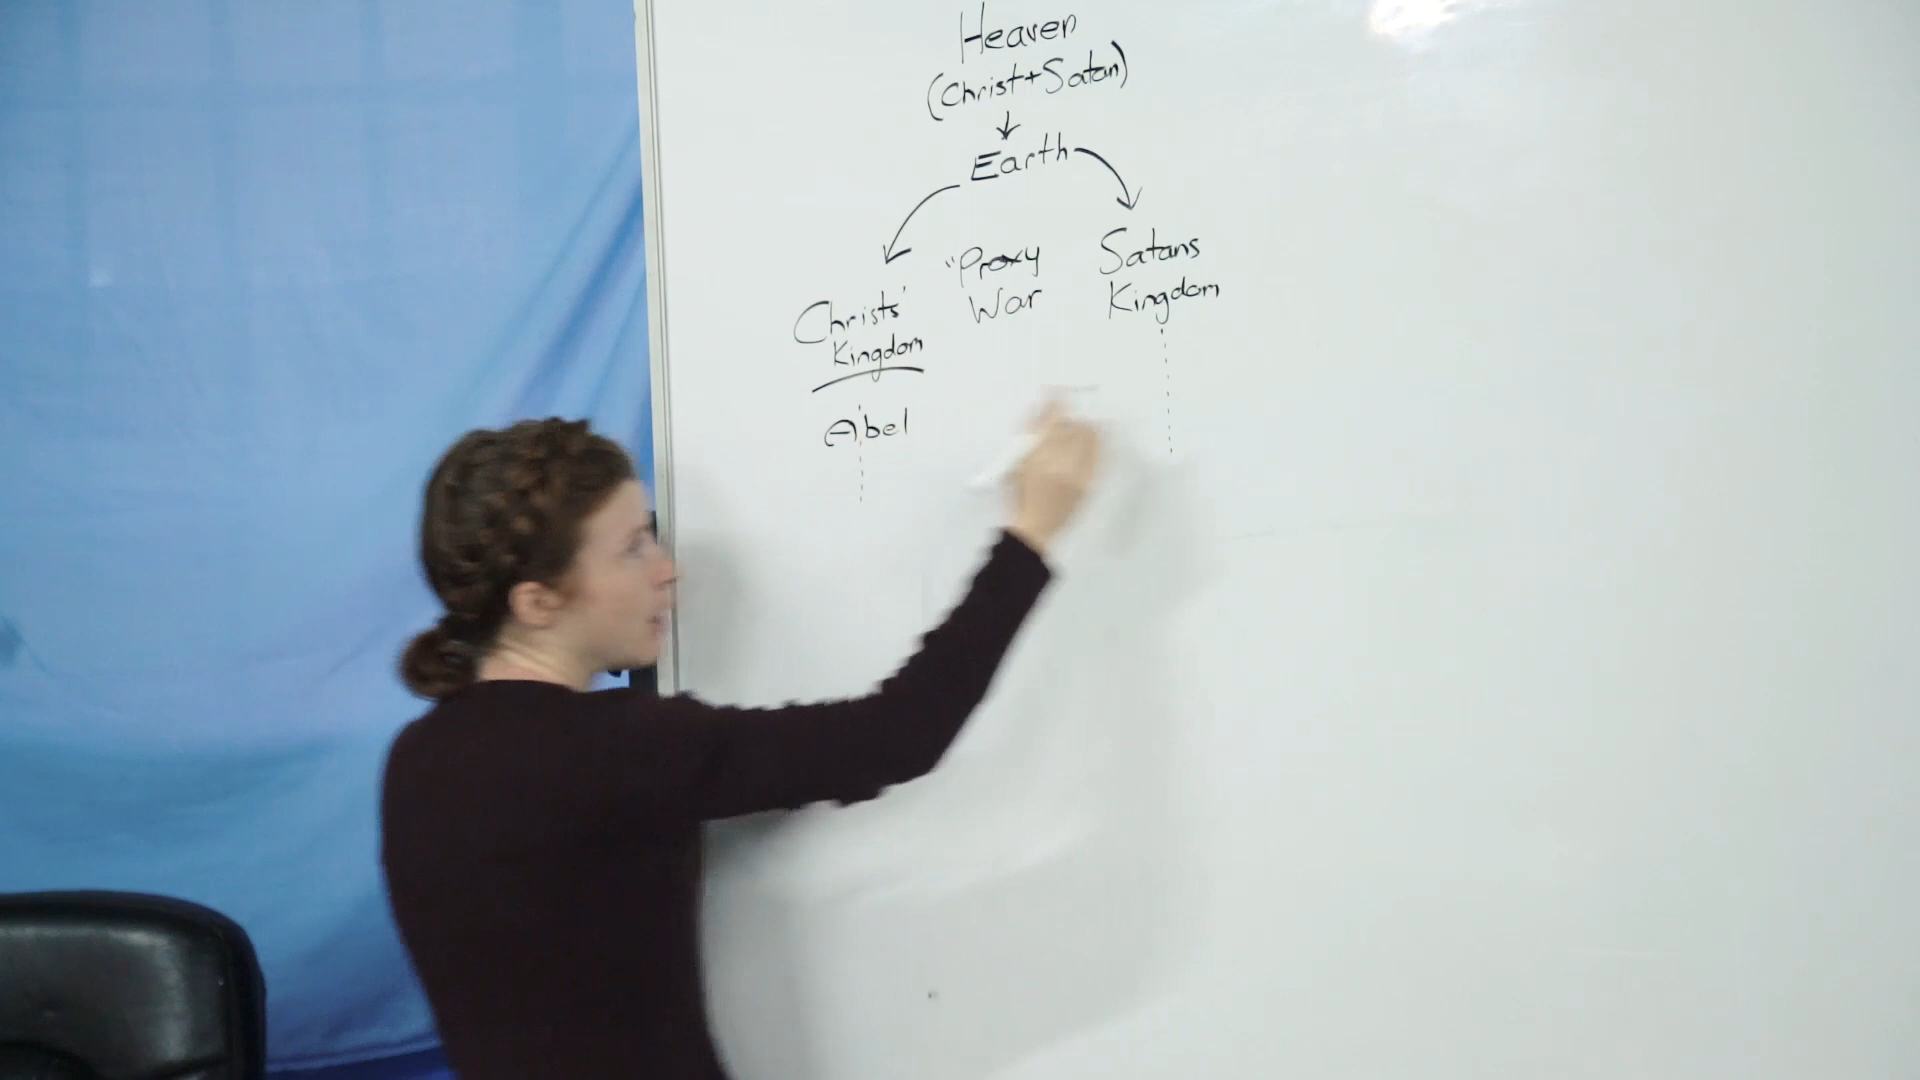 Heaven
(Christ+Satan)
Earth
"Proxy
War
Satans
Kingdom
Christs'
Kingdom
Abel